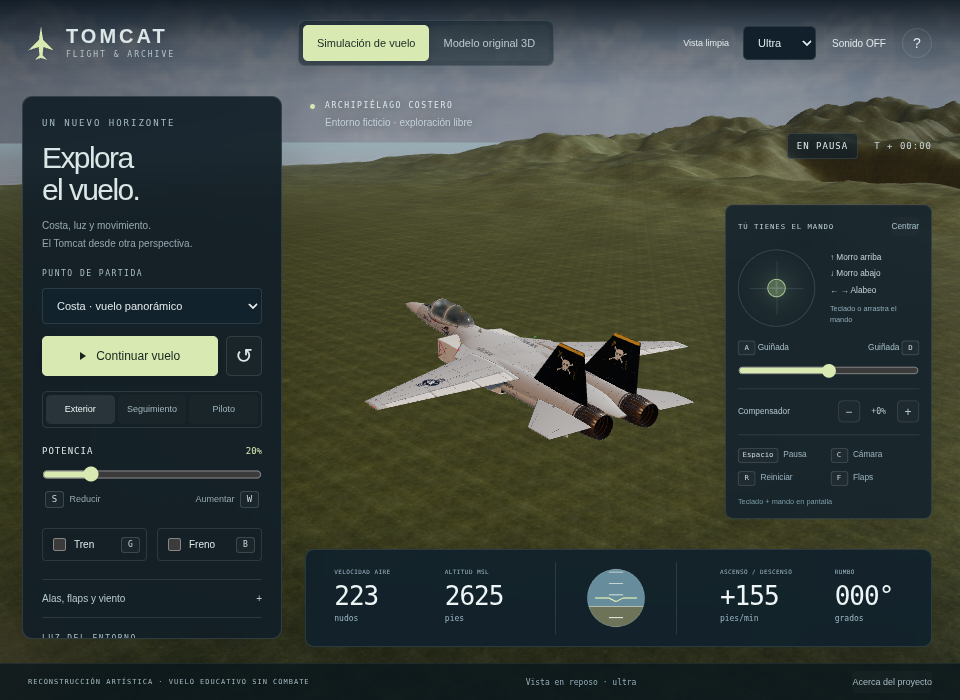 TOMCAT
FLIGHT & ARCHIVE
Simulación de vuelo
Modelo original 3D
Vista limpia
Ultra
Sonido OFF
?
UN NUEVO HORIZONTE
Explora
el vuelo.
Costa, luz y movimiento.
El Tomcat desde otra perspectiva.
PUNTO DE PARTIDA
Costa · vuelo panorámico
Continuar vuelo
↺
Exterior
Seguimiento
Piloto
POTENCIA
20%
S Reducir
Aumentar W
Tren G
Freno B
Alas, flaps y viento +
LUZ DEL ENTORNO
ARCHIPIÉLAGO COSTERO
Entorno ficticio · exploración libre
EN PAUSA
T + 00:00
TÚ TIENES EL MANDO
Centrar
↑ Morro arriba
↓ Morro abajo
← → Alabeo
Teclado o arrastra el
mando
A Guiñada
Guiñada D
Compensador
− +0% +
Espacio Pausa
C Cámara
R Reiniciar
F Flaps
Teclado + mando en pantalla
VELOCIDAD AIRE
223
nudos
ALTITUD MSL
2625
pies
ASCENSO / DESCENSO
+155
pies/min
RUMBO
000°
grados
RECONSTRUCCIÓN ARTÍSTICA · VUELO EDUCATIVO SIN COMBATE
Vista en reposo · ultra
Acerca del proyecto